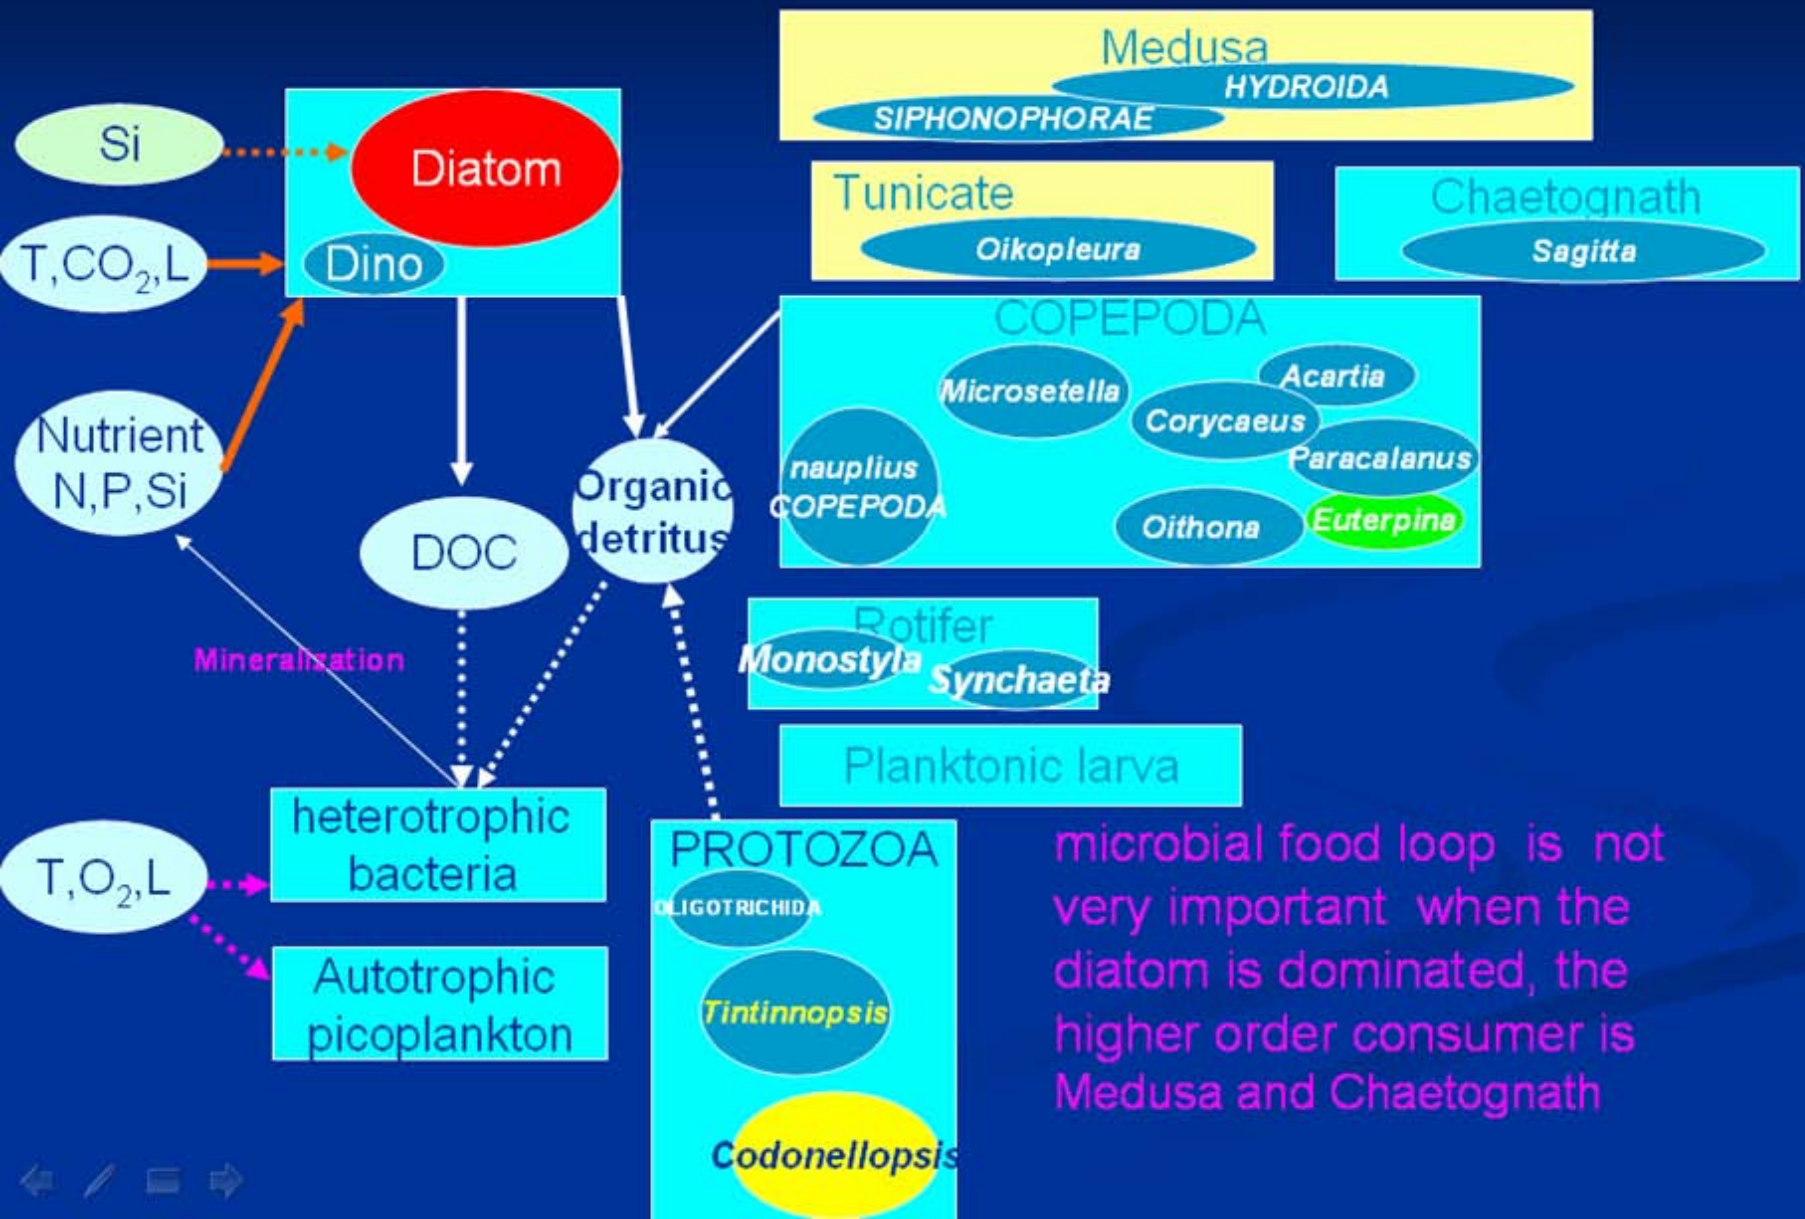 Medusa
HYDROIDA
SIPHONOPHORAE
Si
Diatom
Tunicate
Oikopleura
Chaetognath
Sagitta
T,CO₂,L
Dino
COPEPODA
Microsetella
Acartia
Corycaeus
Paracalanus
nauplius
COPEPODA
Oithona
Euterpina
Nutrient
N,P,Si
DOC
Organic
detritus
Rotifer
Monostyla
Synchaeta
Mineralization
Planktonic larva
heterotrophic
bacteria
T,O₂,L
Autotrophic
picoplankton
PROTOZOA
OLIGOTRICHIDA
Tintinnopsis
Codonellopsis
microbial food loop is not
very important when the
diatom is dominated, the
higher order consumer is
Medusa and Chaetognath